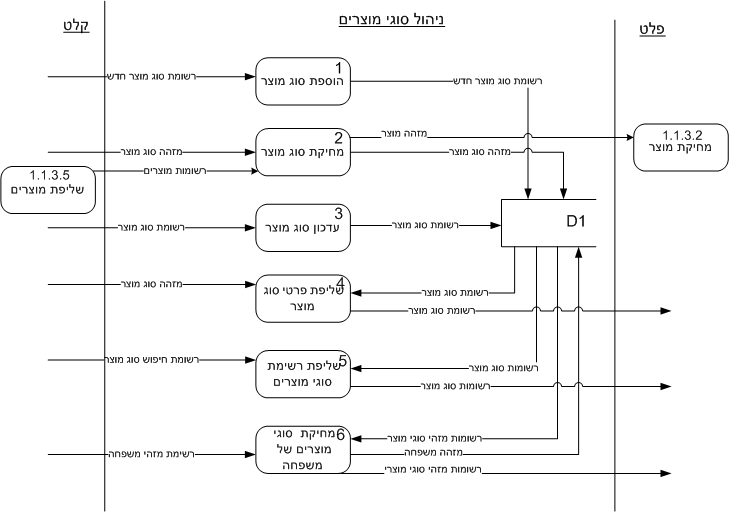 ניהול סוגי מוצרים
קלט
פלט
1
הוספת סוג מוצר
רשומת סוג מוצר חדש
רשומת סוג מוצר חדש
2
מחיקת סוג מוצר
מזהה סוג מוצר
רשומות מוצרים
מזהה מוצר
מזהה סוג מוצר
1.1.3.5
שליפת מוצרים
1.1.3.2
מחיקת מוצר
D1
3
עדכון סוג מוצר
רשומת סוג מוצר
רשומת סוג מוצר
4
שליפת פרטי סוג
מוצר
מזהה סוג מוצר
רשומת סוג מוצר
רשומת סוג מוצר
5
שליפת רשימת
סוגי מוצרים
רשומת חיפוש סוג מוצר
רשומות סוג מוצר
רשומות סוג מוצר
6
מחיקת סוגי
מוצרים של
משפחה
רשימת מזהי משפחה
רשומות מזהי סוגי מוצר
מזהה משפחה
רשומות מזהי סוגי מוצרי